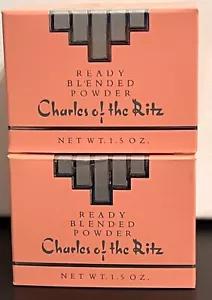 READY
BLENDED
POWDER
Charles of the Ritz
NET WT. 1.5 OZ.
READY
BLENDED
POWDER
Charles of the Ritz
NET WT. 1.5 OZ.